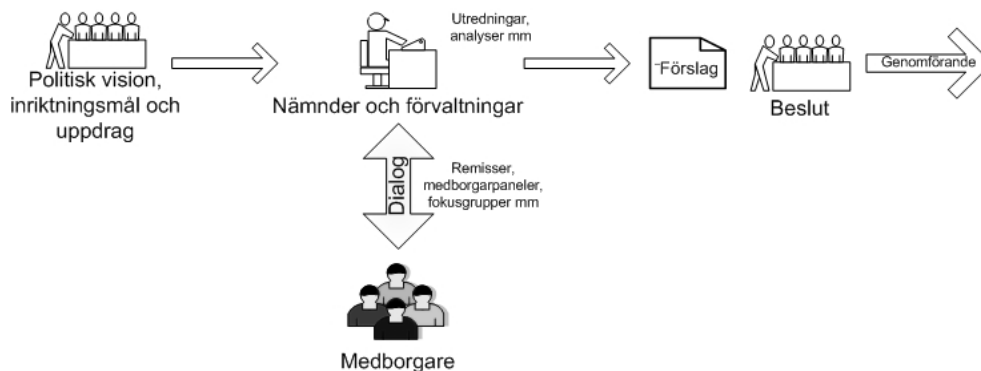 Politisk vision,
inriktningsmål och
uppdrag
Utredningar,
analyser mm
Nämnder och förvaltningar
Förslag
Beslut
Genomförande
Dialog
Remisser,
medborgarpaneler,
fokusgrupper mm
Medborgare